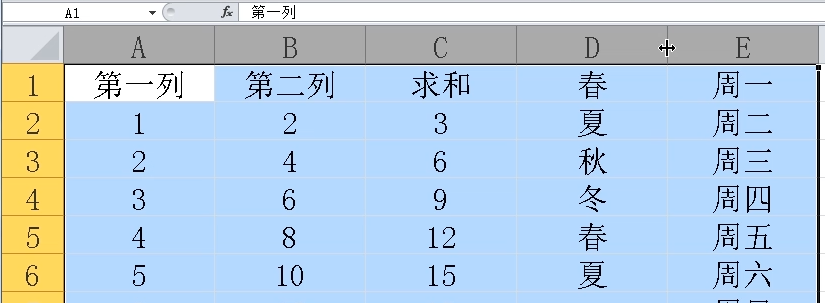 A1 fx 第一列
A B C D E
1 第一列 第二列 求和 春 周一
2 1 2 3 夏 周二
3 2 4 6 秋 周三
4 3 6 9 冬 周四
5 4 8 12 春 周五
6 5 10 15 夏 周六